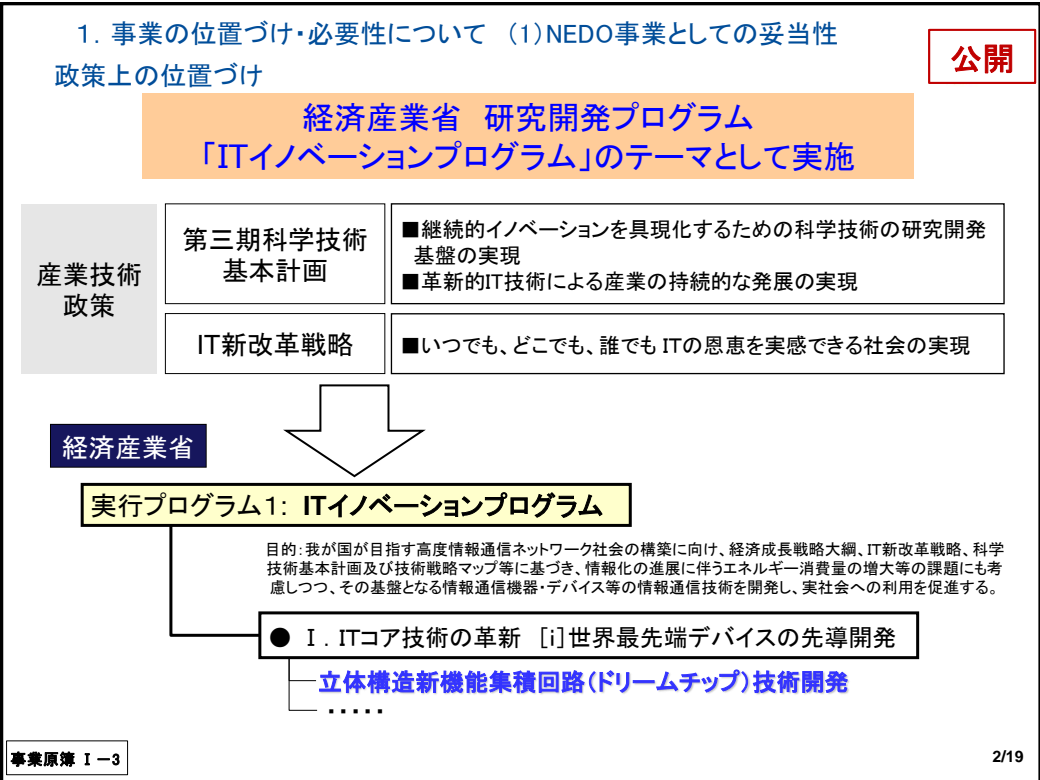 1. 事業の位置づけ・必要性について (1)NEDO事業としての妥当性
政策上の位置づけ
公開
経済産業省 研究開発プログラム
「ITイノベーションプログラム」のテーマとして実施
産業技術
政策
第三期科学技術
基本計画
■継続的イノベーションを具現化するための科学技術の研究開発
基盤の実現
■革新的IT技術による産業の持続的な発展の実現
IT新改革戦略
■いつでも、どこでも、誰でも ITの恩恵を実感できる社会の実現
経済産業省
実行プログラム1: ITイノベーションプログラム
目的:我が国が目指す高度情報通信ネットワーク社会の構築に向け、経済成長戦略大綱、IT新改革戦略、科学
技術基本計画及び技術戦略マップ等に基づき、情報化の進展に伴うエネルギー消費量の増大等の課題にも考
慮しつつ、その基盤となる情報通信機器・デバイス等の情報通信技術を開発し、実社会への利用を促進する。
● Ⅰ. ITコア技術の革新 [i]世界最先端デバイスの先導開発
立体構造新機能集積回路(ドリームチップ)技術開発
・・・・・
事業原簿 Ⅰ-3
2/19